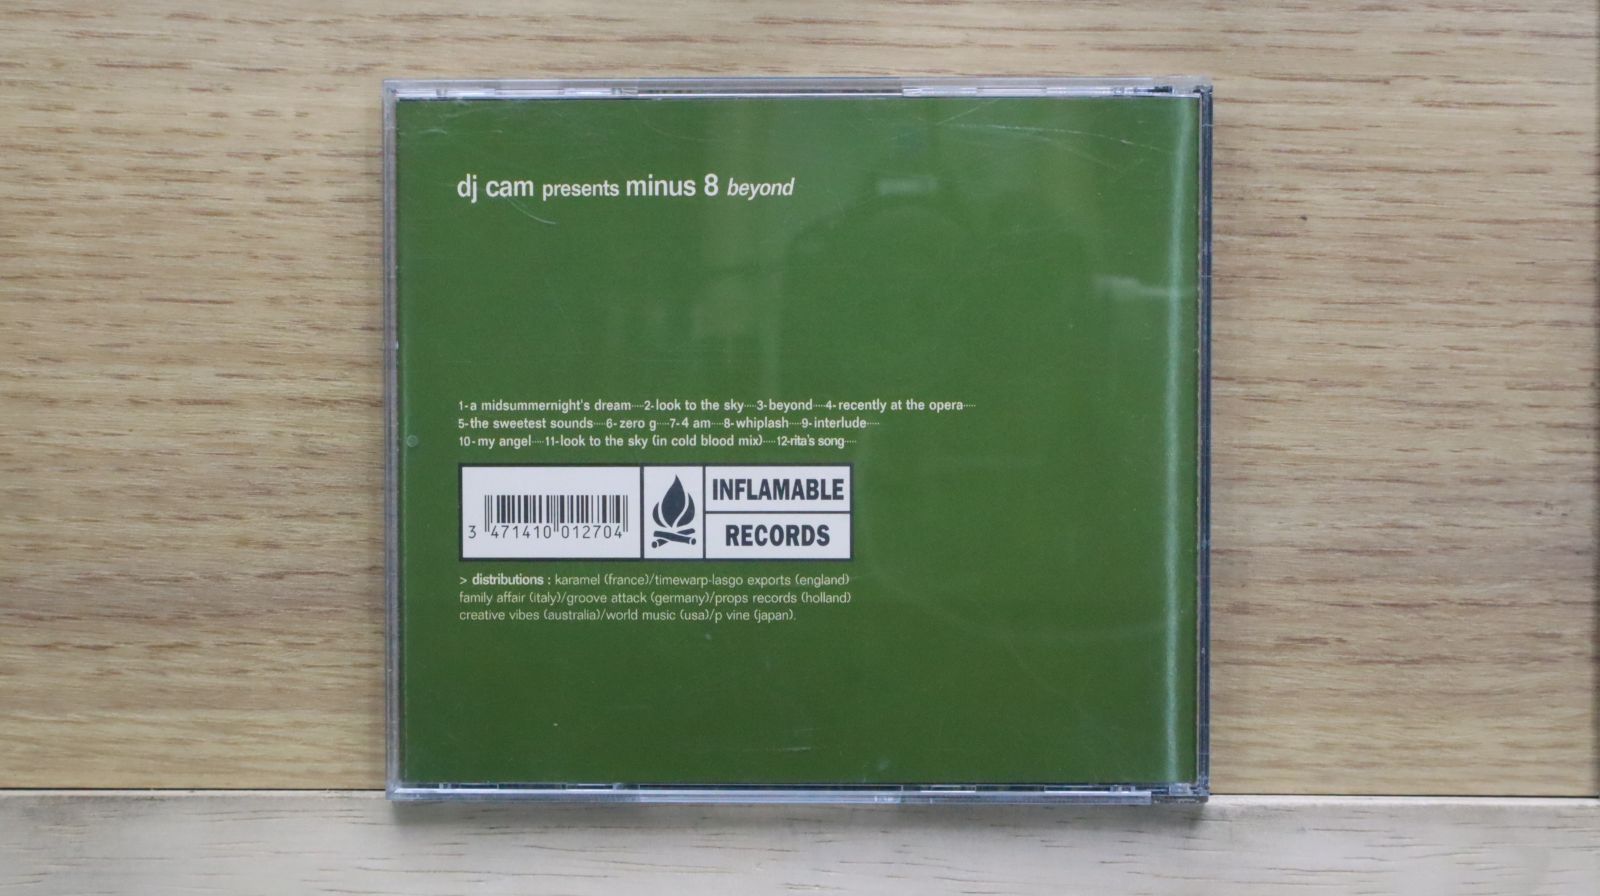 dj cam presents minus 8 beyond
1-a midsummernight's dream····2-look to the sky····3-beyond····4-recently at the opera····
5-the sweetest sounds····6-zero g····7-4 am····8-whiplash····9-interlude····
10-my angel····11-look to the sky (in cold blood mix)····12-rita's song····
INFLAMABLE
RECORDS
3 471410 012704
> distributions : karamel (france)/timewarp-lasgo exports (england)
family affair (italy)/groove attack (germany)/props records (holland)
creative vibes (australia)/world music (usa)/p vine (japan).